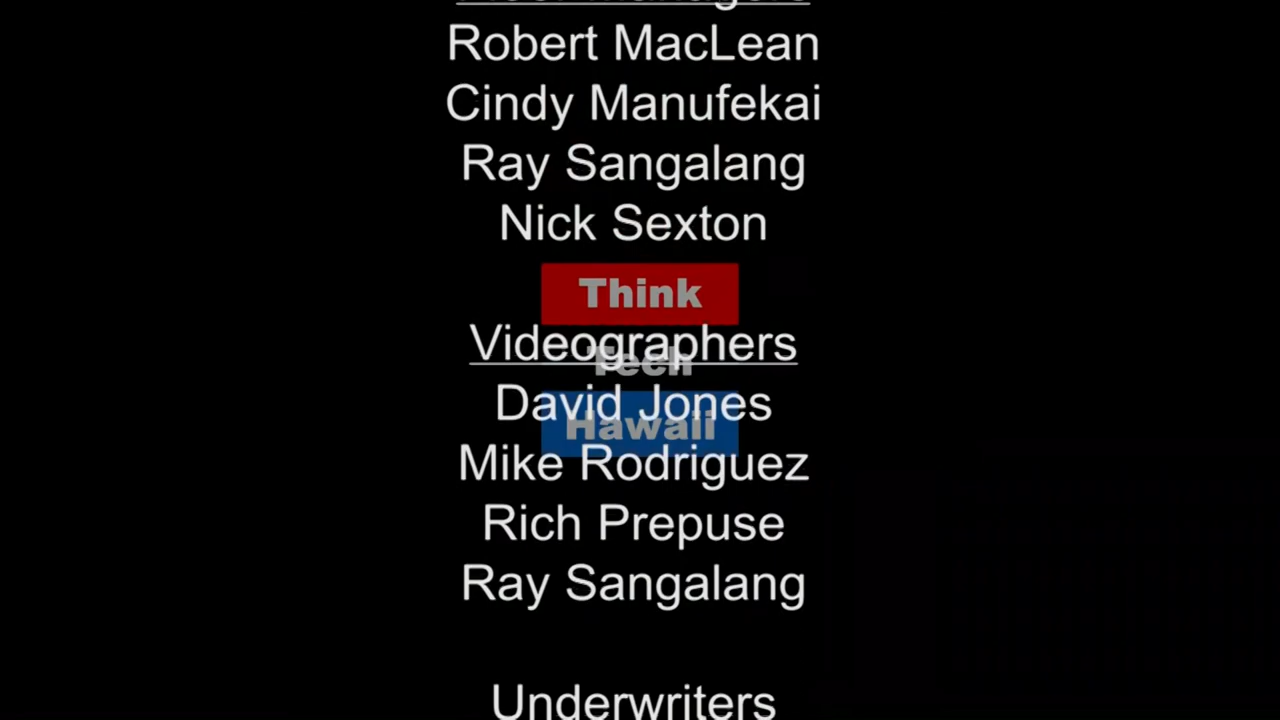 Robert MacLean
Cindy Manufekai
Ray Sangalang
Nick Sexton
Think
Videographers
Tech
David Jones
Hawaii
Mike Rodriguez
Rich Prepuse
Ray Sangalang
Underwriters